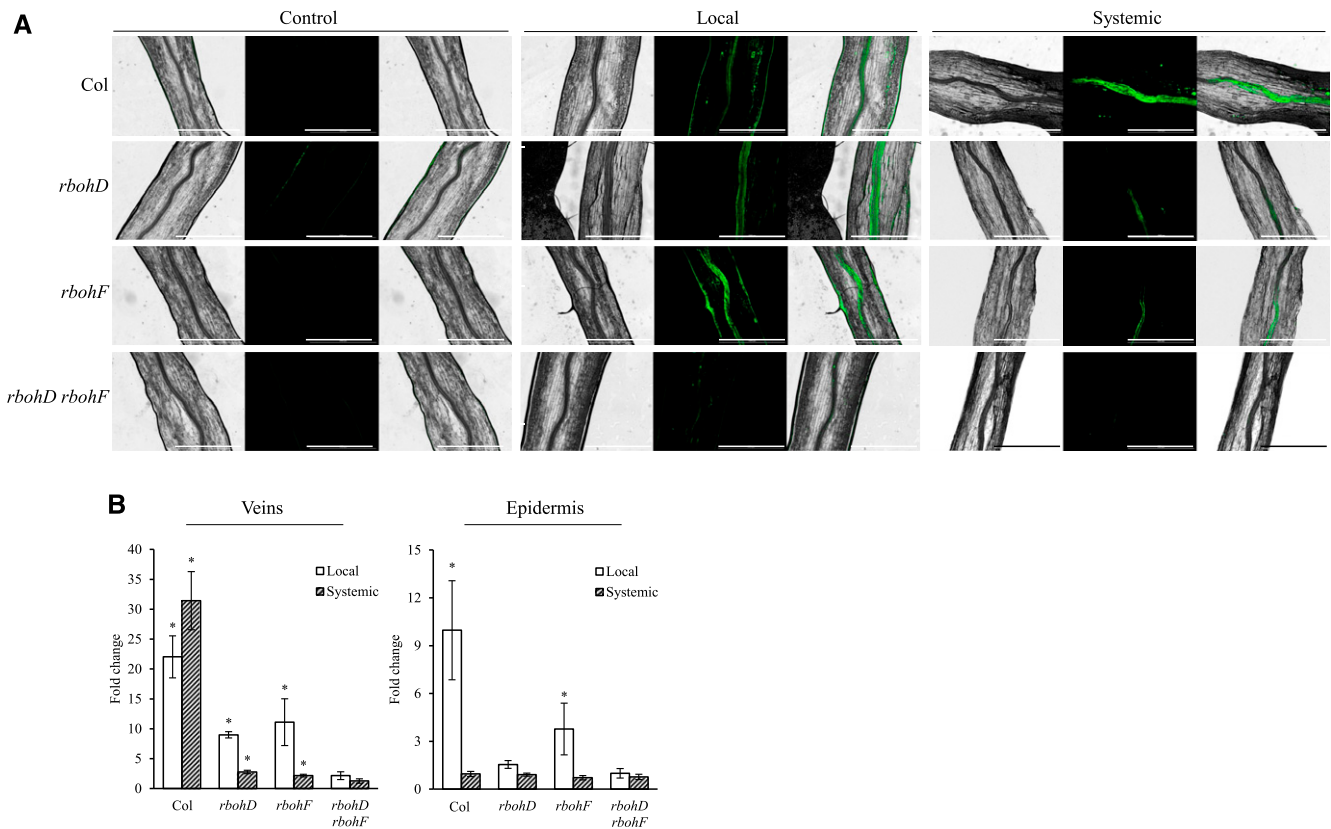 A
Control
Local
Systemic
Col
rbohD
rbohF
rbohD rbohF
B
Veins
Epidermis
Fold change
40
35
30
25
20
15
10
5
0
*
*
*
*
*
*
Local
Systemic
Col
rbohD
rbohF
rbohD
rbohF
Fold change
15
12
9
6
3
0
*
*
Local
Systemic
Col
rbohD
rbohF
rbohD
rbohF